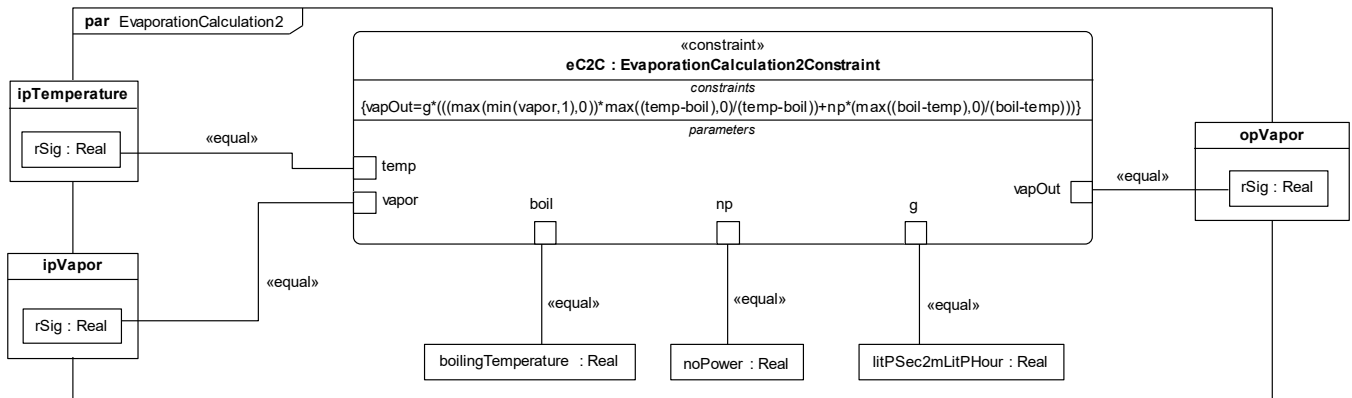 par EvaporationCalculation2
«constraint»
eC2C : EvaporationCalculation2Constraint
constraints
{vapOut=g*(((max(min(vapor,1),0))*max((temp-boil),0)/(temp-boil))+np*(max((boil-temp),0)/(boil-temp)))}
parameters
ipTemperature
rSig : Real
«equal»
temp
vapor
boil
np
g
vapOut
«equal»
opVapor
rSig : Real
ipVapor
rSig : Real
«equal»
«equal»
«equal»
«equal»
boilingTemperature : Real
noPower : Real
litPSec2mLitPHour : Real